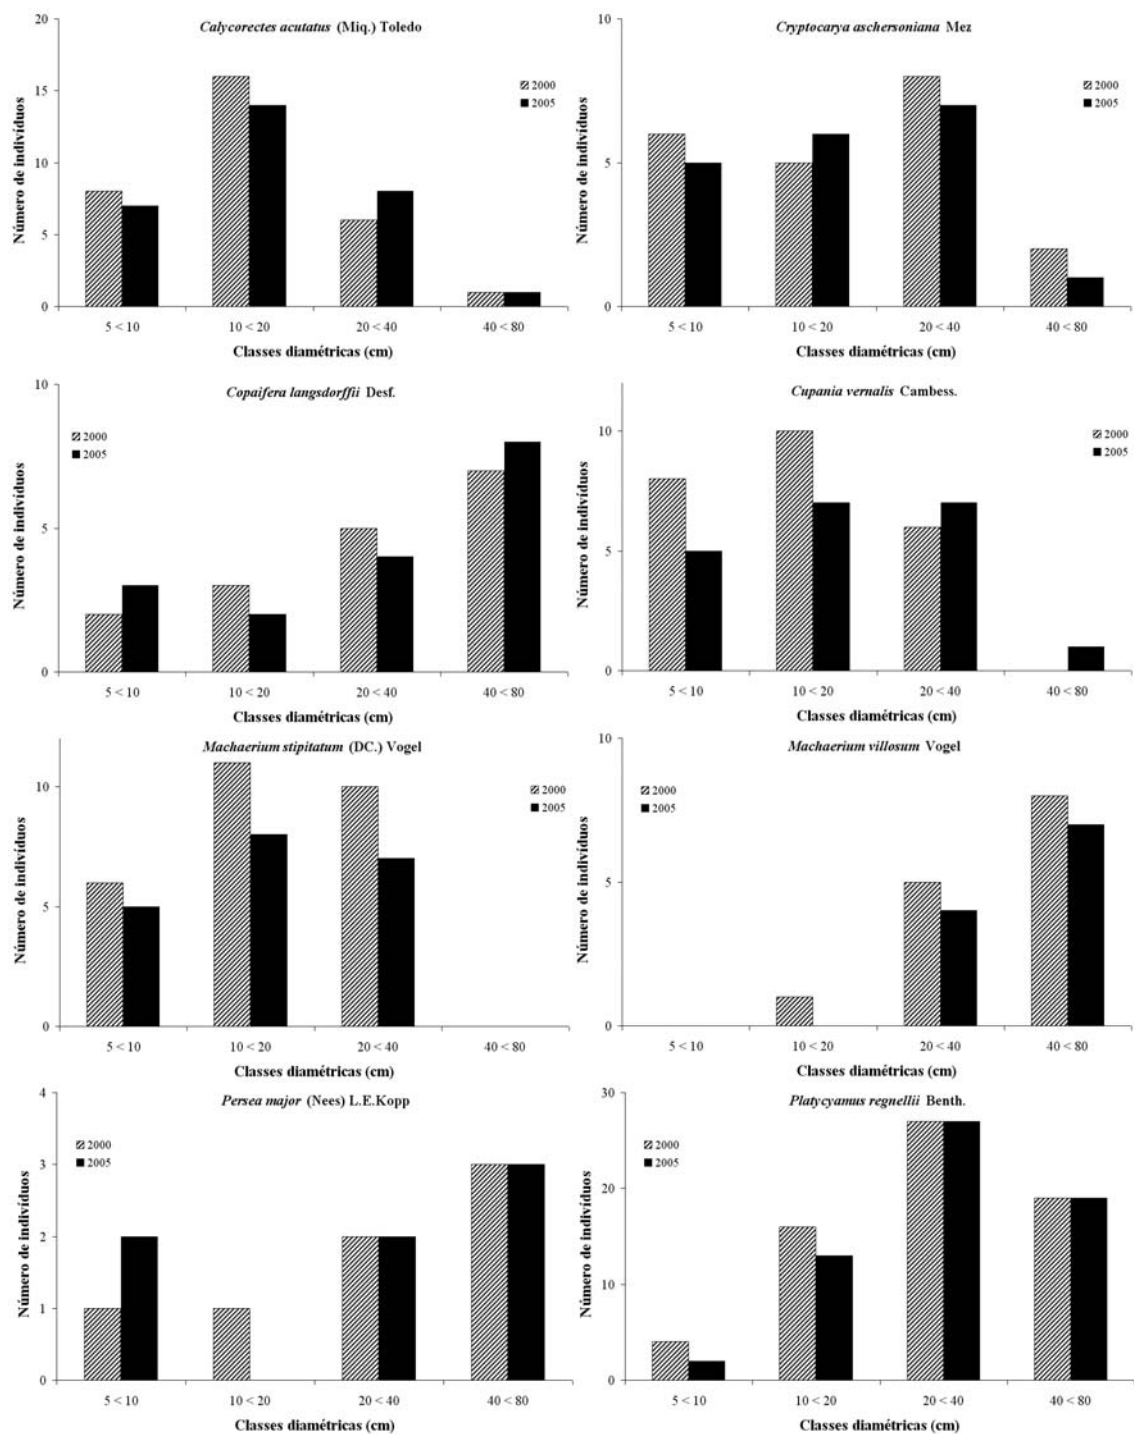 Calycorectes acutatus (Miq.) Toledo
20
15
10
5
0
Número de indivíduos
2000
2005
5 < 10 10 < 20 20 < 40 40 < 80
Classes diamétricas (cm)
Cryptocarya aschersoniana Mez
10
5
0
Número de indivíduos
2000
2005
5 < 10 10 < 20 20 < 40 40 < 80
Classes diamétricas (cm)
Copaifera langsdorffii Desf.
10
5
0
Número de indivíduos
2000
2005
5 < 10 10 < 20 20 < 40 40 < 80
Classes diamétricas (cm)
Cupania vernalis Cambess.
10
5
0
Número de indivíduos
2000
2005
5 < 10 10 < 20 20 < 40 40 < 80
Classes diamétricas (cm)
Machaerium stipitatum (DC.) Vogel
10
5
0
Número de indivíduos
2000
2005
5 < 10 10 < 20 20 < 40 40 < 80
Classes diamétricas (cm)
Machaerium villosum Vogel
10
5
0
Número de indivíduos
2000
2005
5 < 10 10 < 20 20 < 40 40 < 80
Classes diamétricas (cm)
Persea major (Nees) L.E.Kopp
4
3
2
1
0
Número de indivíduos
2000
2005
5 < 10 10 < 20 20 < 40 40 < 80
Classes diamétricas (cm)
Platycyamus regnellii Benth.
30
20
10
0
Número de indivíduos
2000
2005
5 < 10 10 < 20 20 < 40 40 < 80
Classes diamétricas (cm)